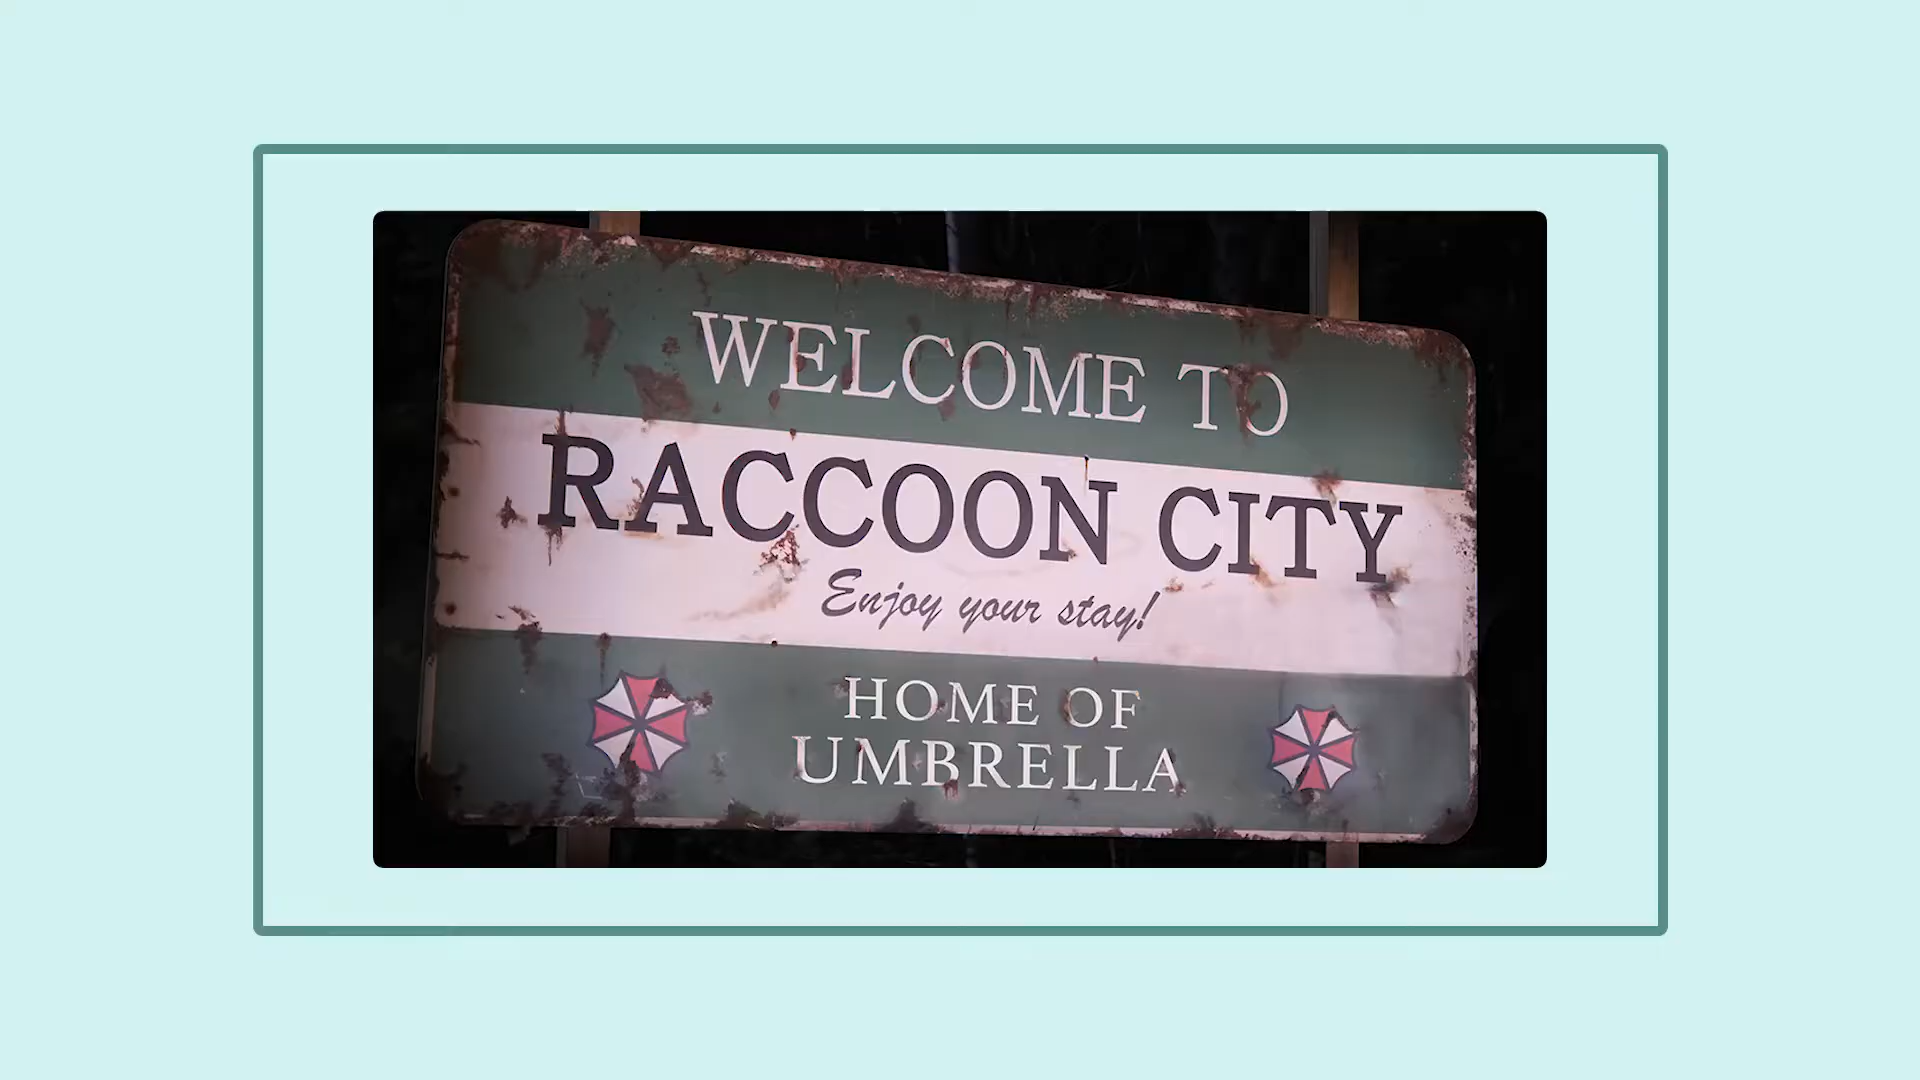 WELCOME TO
RACCOON CITY
Enjoy your stay!
HOME OF
UMBRELLA